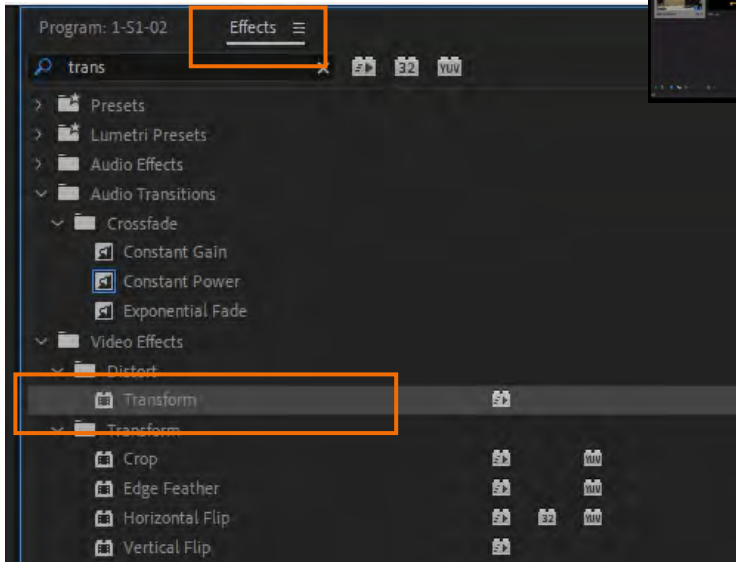 Program: 1-S1-02 Effects
trans 32 YUV
Presets
Lumetri Presets
Audio Effects
Audio Transitions
Crossfade
Constant Gain
Constant Power
Exponential Fade
Video Effects
Distort
Transform
Transform
Crop YUV
Edge Feather YUV
Horizontal Flip 32 YUV
Vertical Flip